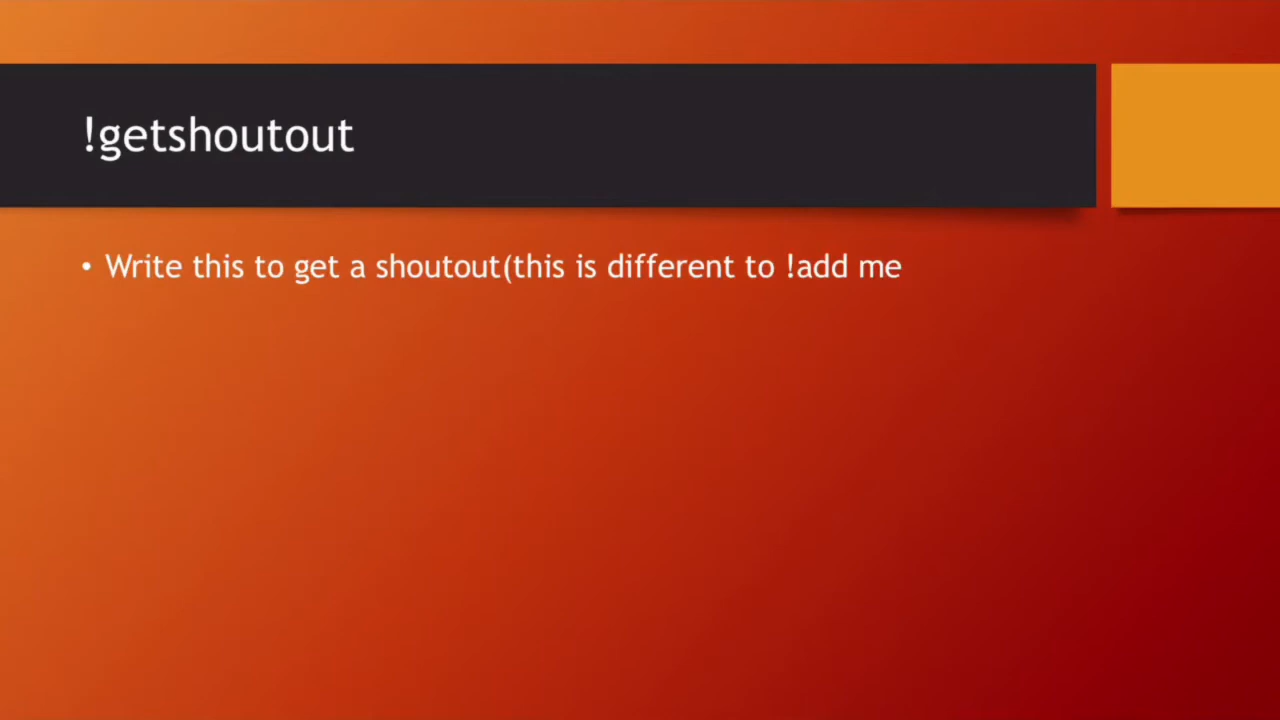 !getshoutout
• Write this to get a shoutout(this is different to !add me